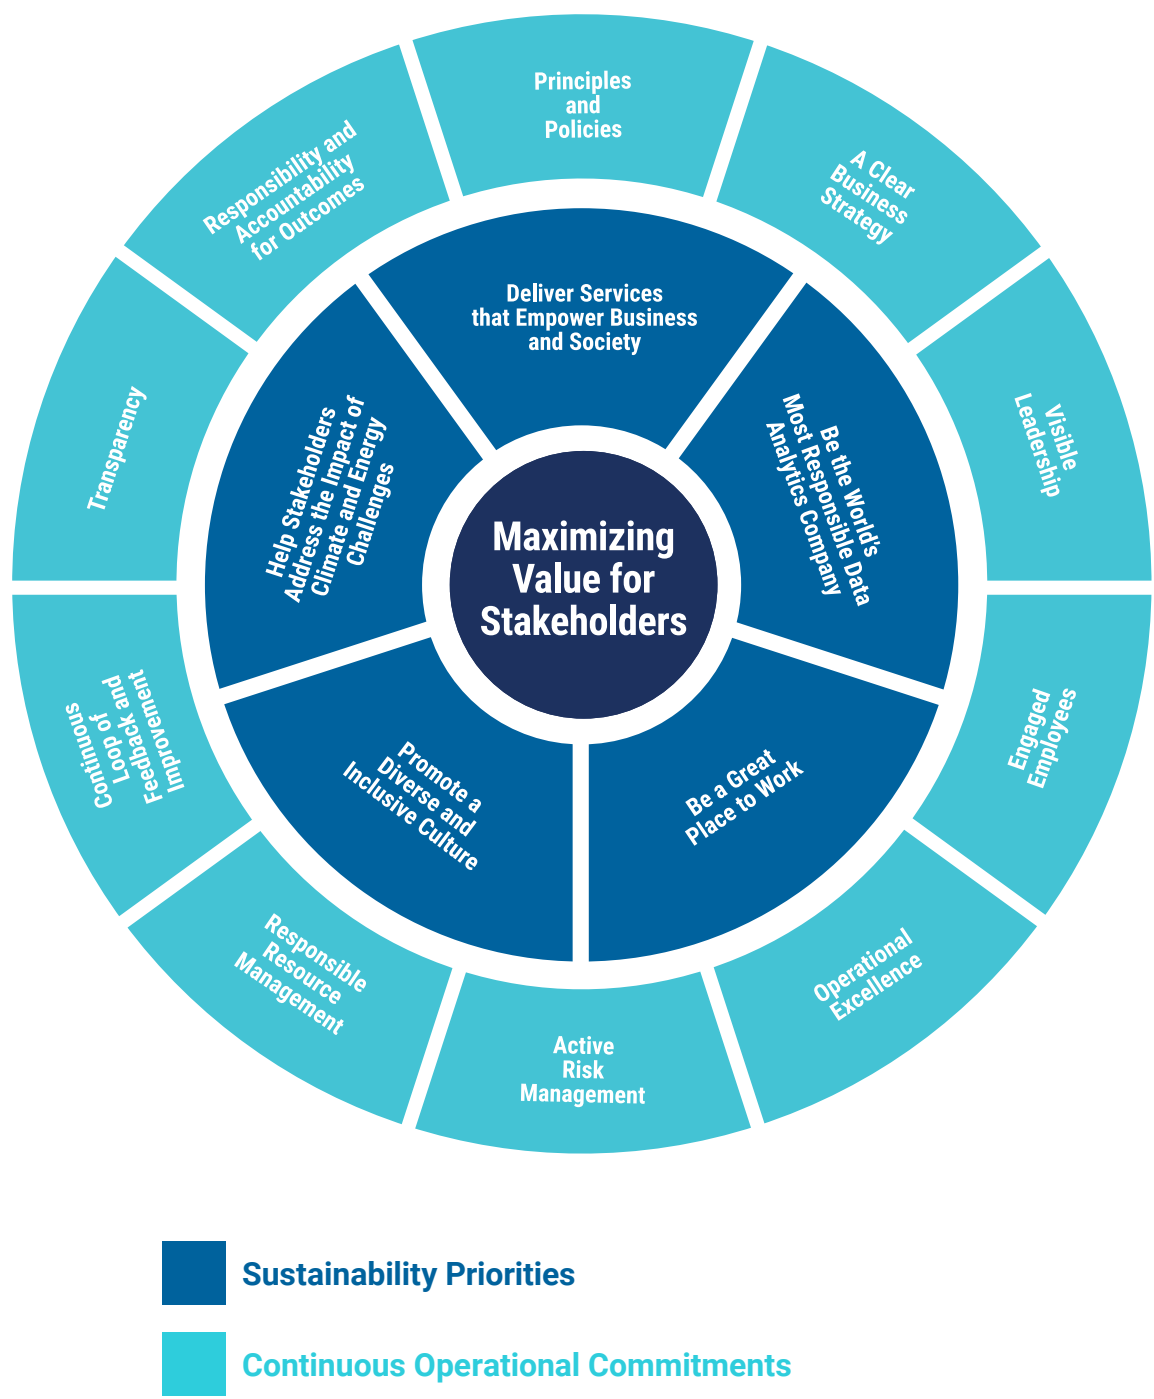 Principles
and
Policies
A Clear
Business
Strategy
Visible
Leadership
Engaged
Employees
Operational
Excellence
Active
Risk
Management
Responsible
Resource
Management
Continuous
Loop of
Feedback and
Improvement
Transparency
Responsibility and
Accountability
for Outcomes
Deliver Services
that Empower Business
and Society
Be the World's
Most Responsible Data
Analytics Company
Be a Great
Place to Work
Promote a
Diverse and
Inclusive Culture
Help Stakeholders
Address the Impact of
Climate and Energy
Challenges
Maximizing
Value for
Stakeholders
Sustainability Priorities
Continuous Operational Commitments